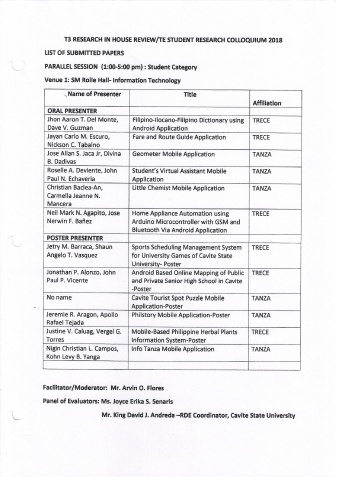 T3 RESEARCH IN HOUSE REVIEW/TE STUDENT RESEARCH COLLOQUIUM 2018
LIST OF SUBMITTED PAPERS
PARALLEL SESSION (1:00-5:00 pm) : Student Category
Venue 1: SM Rolle Hall- Information Technology
Name of Presenter Title Affiliation
ORAL PRESENTER
Jhon Aaron T. Del Monte, Dave V. Guzman Filipino-Ilocano-Filipino Dictionary using Android Application TRECE
Jayan Carlo M. Escuro, Nickson C. Tabaino Fare and Route Guide Application TRECE
Jose Allan S. Jaca Jr, Divina B. Dadivas Geometer Mobile Application TANZA
Roselle A. Deviente, John Paul N. Echaveria Student's Virtual Assistant Mobile Application TANZA
Christian Baclea-An, Carmella Jeanne N. Mancera Little Chemist Mobile Application TANZA
Neil Mark N. Agapito, Jose Nerwin F. Bañez Home Appliance Automation using Arduino Microcontroller with GSM and Bluetooth Via Android Application TRECE
POSTER PRESENTER
Jetry M. Barraca, Shaun Angelo T. Vasquez Sports Scheduling Management System for University Games of Cavite State University- Poster TRECE
Jonathan P. Alonzo, John Paul P. Vicente Android Based Online Mapping of Public and Private Senior High School in Cavite -Poster TRECE
No name Cavite Tourist Spot Puzzle Mobile Application-Poster TANZA
Jeremie R. Aragon, Apollo Rafael Tejada Philstory Mobile Application-Poster TANZA
Justine V. Caluag, Vergel G. Torres Mobile-Based Philippine Herbal Plants Information System-Poster TRECE
Nigin Christian L. Campos, Kohn Levy B. Yanga Info Tanza Mobile Application TANZA
Facilitator/Moderator: Mr. Arvin O. Flores
Panel of Evaluators: Ms. Joyce Erika S. Senaris
Mr. King David J. Andreda –RDE Coordinator, Cavite State University